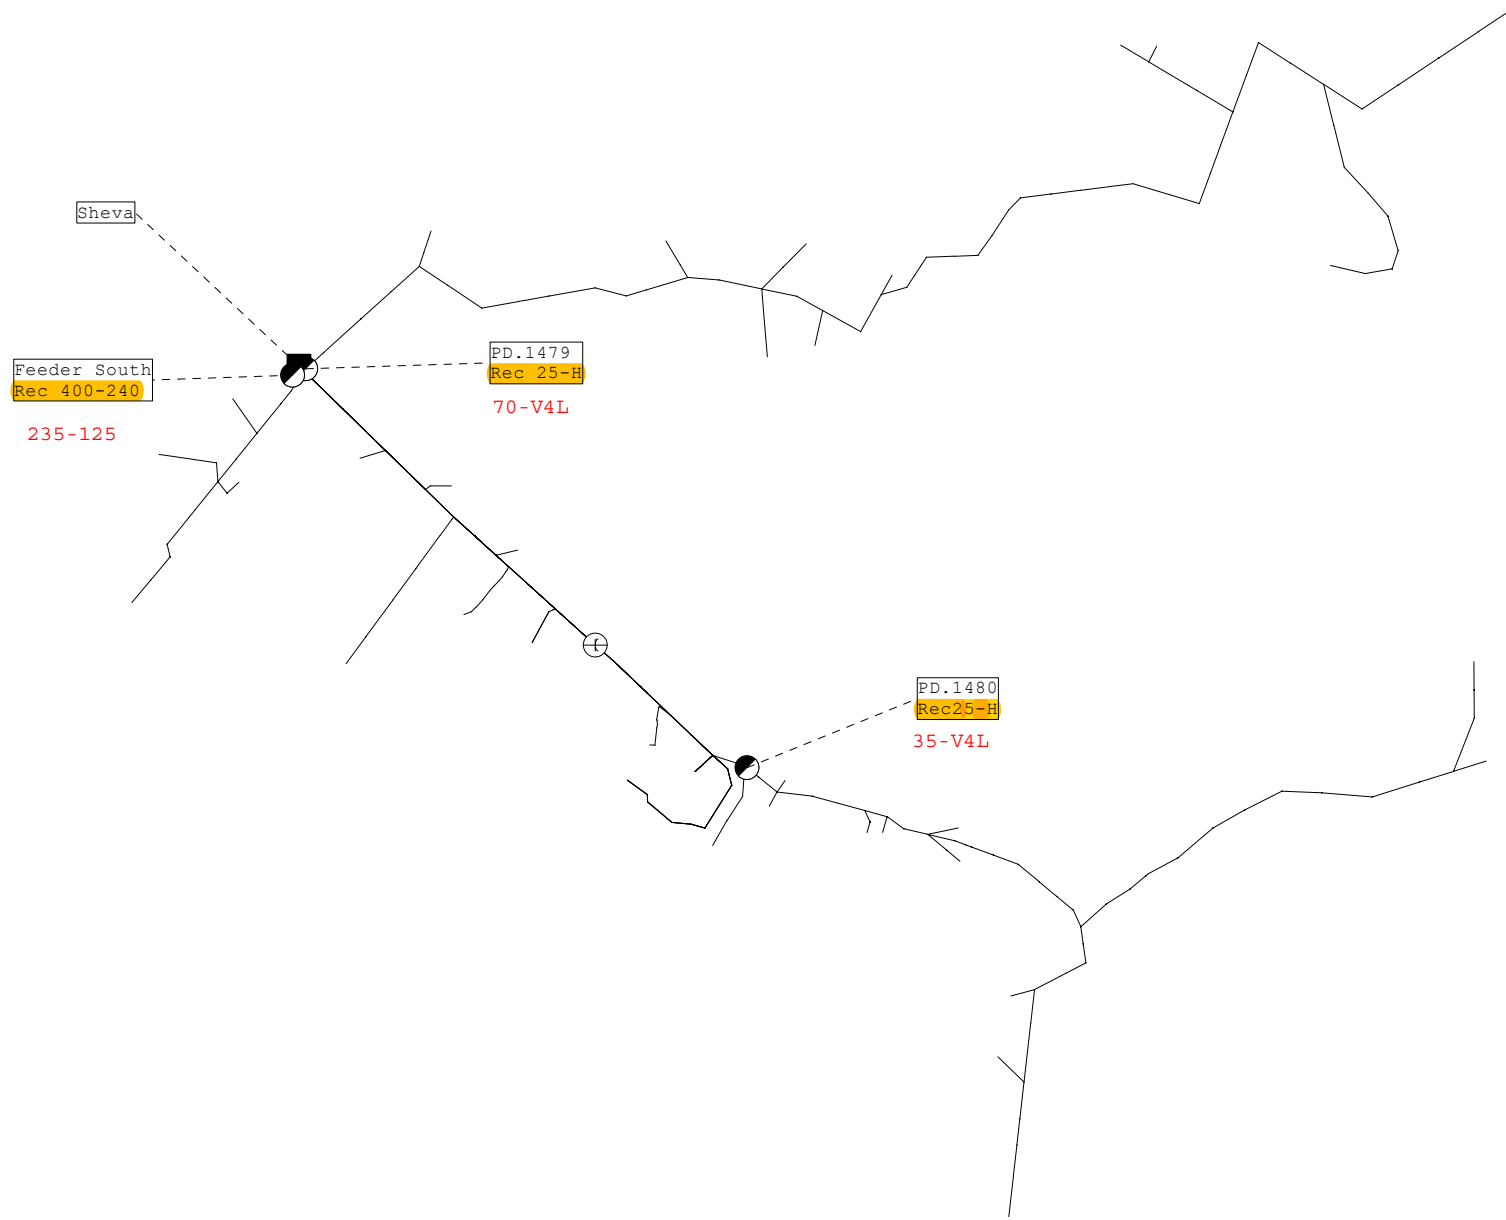 Sheva
PD.1479
Rec 25-H
70-V4L
Feeder South
Rec 400-240
235-125
PD.1480
Rec25-H
35-V4L